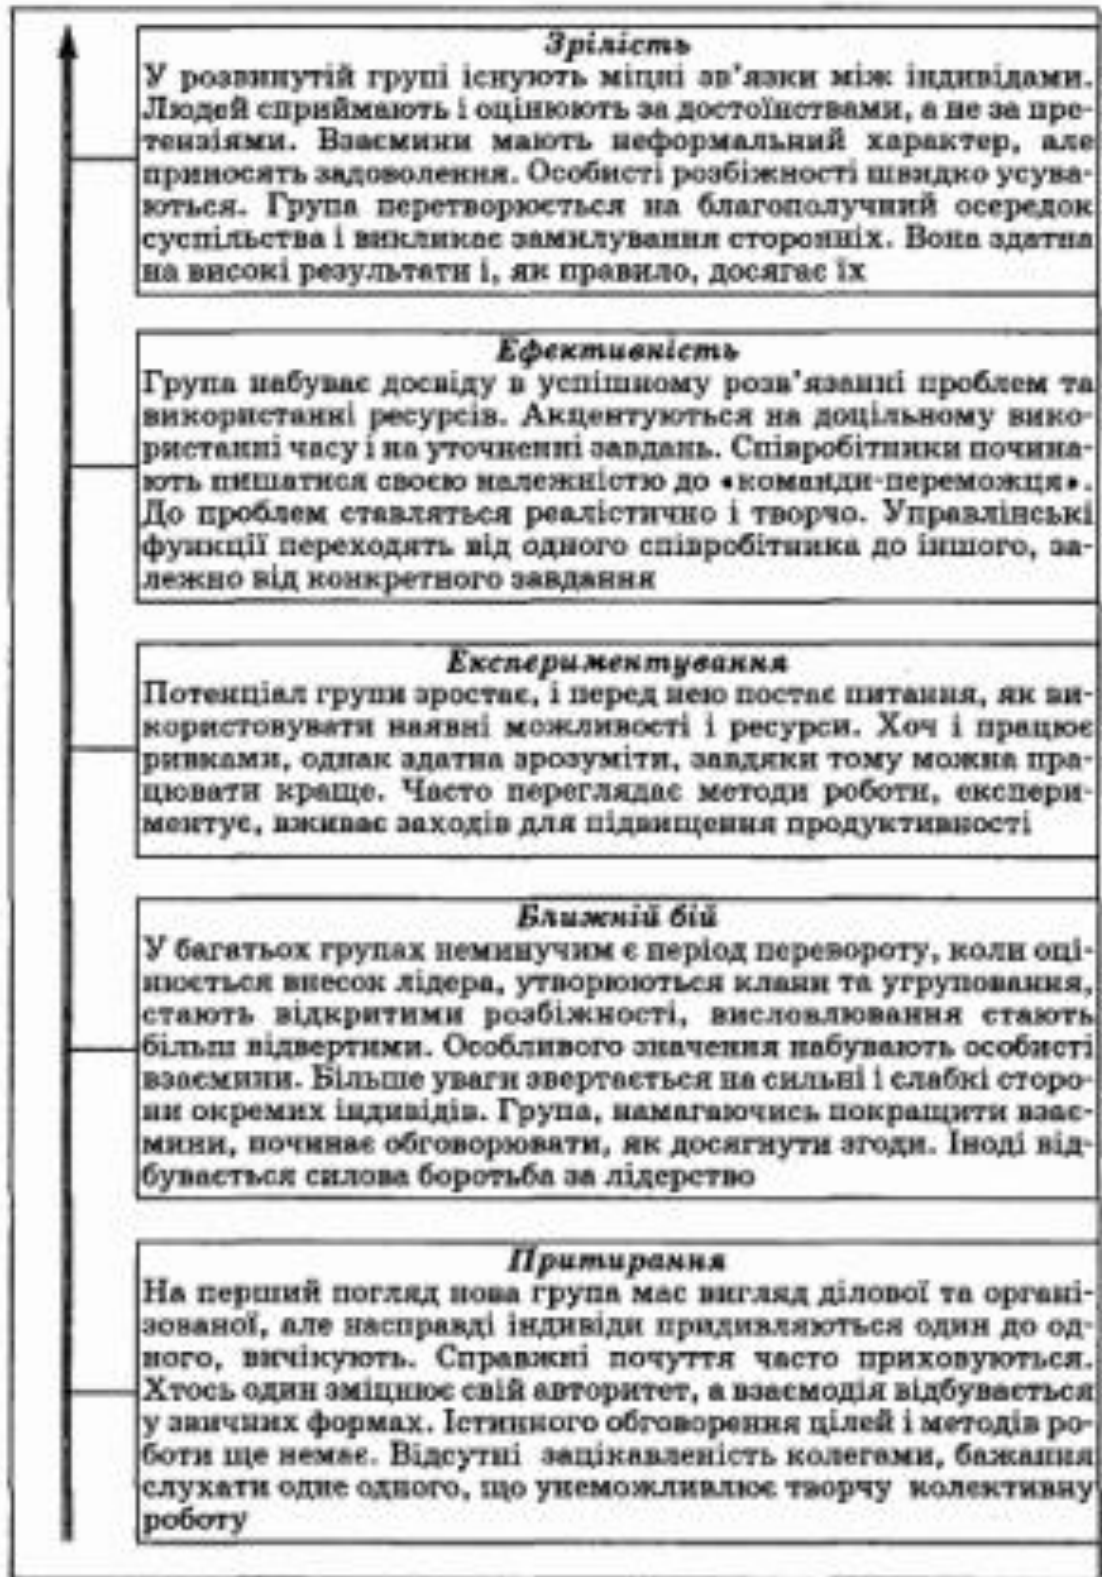 Зрілість
У розвинутій групі існують міцні зв'язки між індивідами.
Людей сприймають і оцінюють за достоїнствами, а не за пре-
тензіями. Взаємини мають неформальний характер, але
приносять задоволення. Особисті розбіжності швидко усува-
ються. Група перетворюється на благополучний осередок
суспільства і викликає замилування сторонніх. Вона здатна
на високі результати і, як правило, досягає їх
Ефективність
Група набуває досвіду в успішному розв'язанні проблем та
використанні ресурсів. Акцентуються на доцільному вико-
ристанні часу і на уточненні завдань. Співробітники почина-
ють пишатися своєю належністю до «команди-переможця».
До проблем ставляться реалістично і творчо. Управлінські
функції переходять від одного співробітника до іншого, за-
лежно від конкретного завдання
Експериментування
Потенціал групи зростає, і перед нею постає питання, як ви-
користовувати наявні можливості і ресурси. Хоч і працює
ривками, однак здатна зрозуміти, завдяки тому можна пра-
цювати краще. Часто переглядає методи роботи, експери-
ментує, вживає заходів для підвищення продуктивності
Ближній бій
У багатьох групах неминучим є період перевороту, коли оці-
нюється внесок лідера, утворюються клани та угруповання,
стають відкритими розбіжності, висловлювання стають
більш відвертими. Особливого значення набувають особисті
взаємини. Більше уваги звертається на сильні і слабкі сторо-
ни окремих індивідів. Група, намагаючись покращити взає-
мини, починає обговорювати, як досягнути згоди. Іноді від-
бувається силова боротьба за лідерство
Притирання
На перший погляд нова група має вигляд ділової та органі-
зованої, але насправді індивіди придивляються один до од-
ного, вичікують. Справжні почуття часто приховуються.
Хтось один зміцнює свій авторитет, а взаємодія відбувається
у звичних формах. Істинного обговорення цілей і методів ро-
боти ще немає. Відсутні зацікавленість колегами, бажання
слухати одне одного, що унеможливлює творчу колективну
роботу